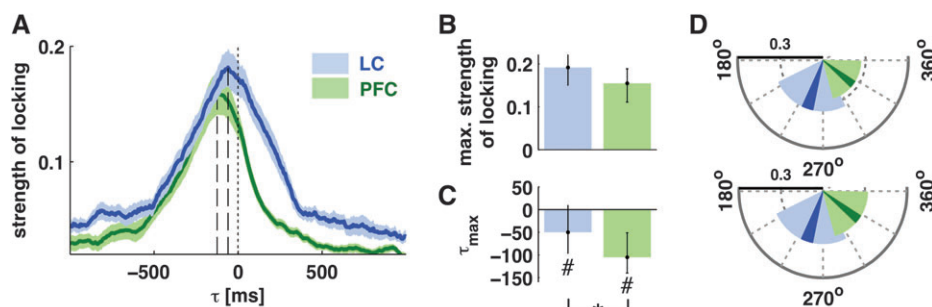 A
strength of locking
0.2
0.1
LC
PFC
−500
0
500
τ [ms]
B
max. strength
of locking
0.2
0.1
0
C
τmax
50
0
−50
−100
−150
#
#
*
D
180°
0.3
360°
270°
180°
0.3
360°
270°